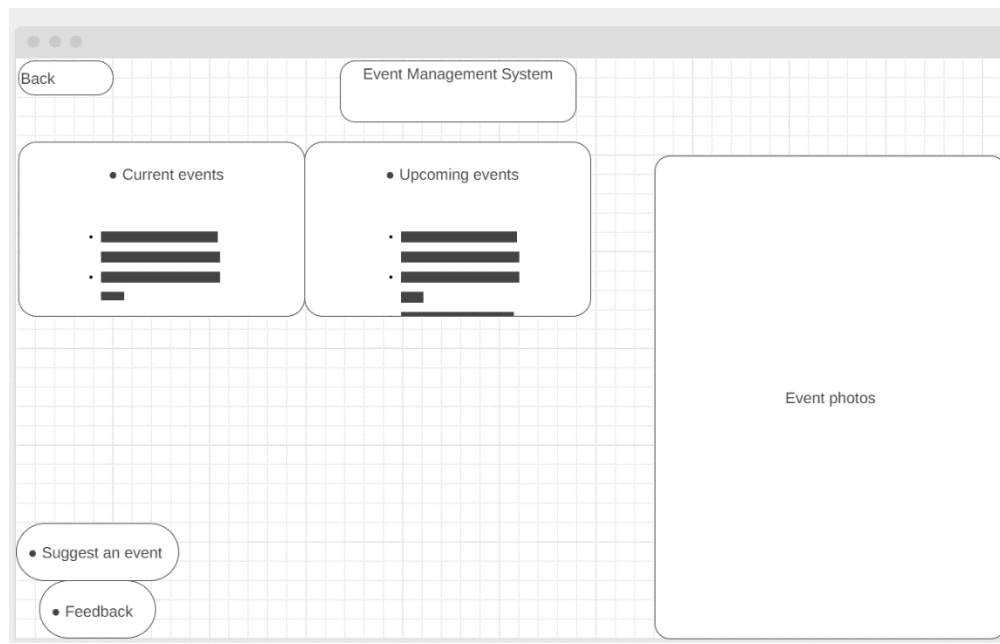 Back
Event Management System
● Current events
● Upcoming events
Event photos
● Suggest an event
● Feedback